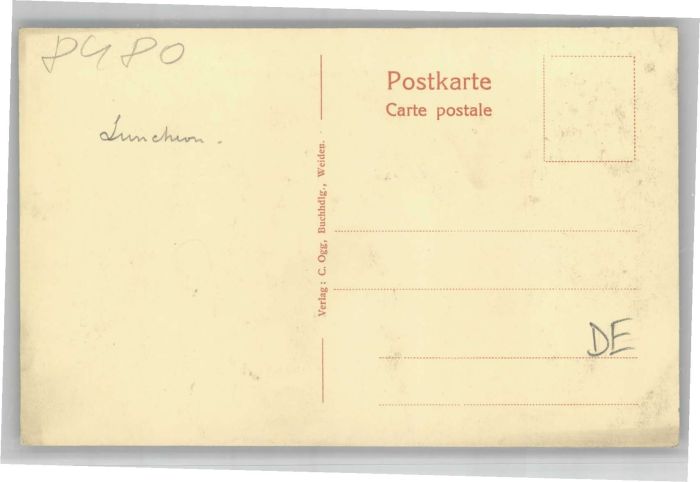 8480
Luncheon.
Postkarte
Carte postale
Verlag: C. Ogg, Buchhdlg., Weiden.
DE